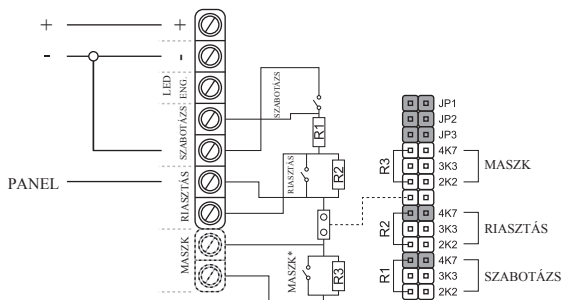 + +
- -
LED ENG.
SZABOTÁZS
PANEL
RIASZTÁS
MASZK
SZABOTÁZS
R1
RIASZTÁS
R2
MASZK*
R3
JP1
JP2
JP3
R3 4K7
3K3 MASZK
2K2
R2 4K7
3K3 RIASZTÁS
2K2
R1 4K7
3K3 SZABOTÁZS
2K2